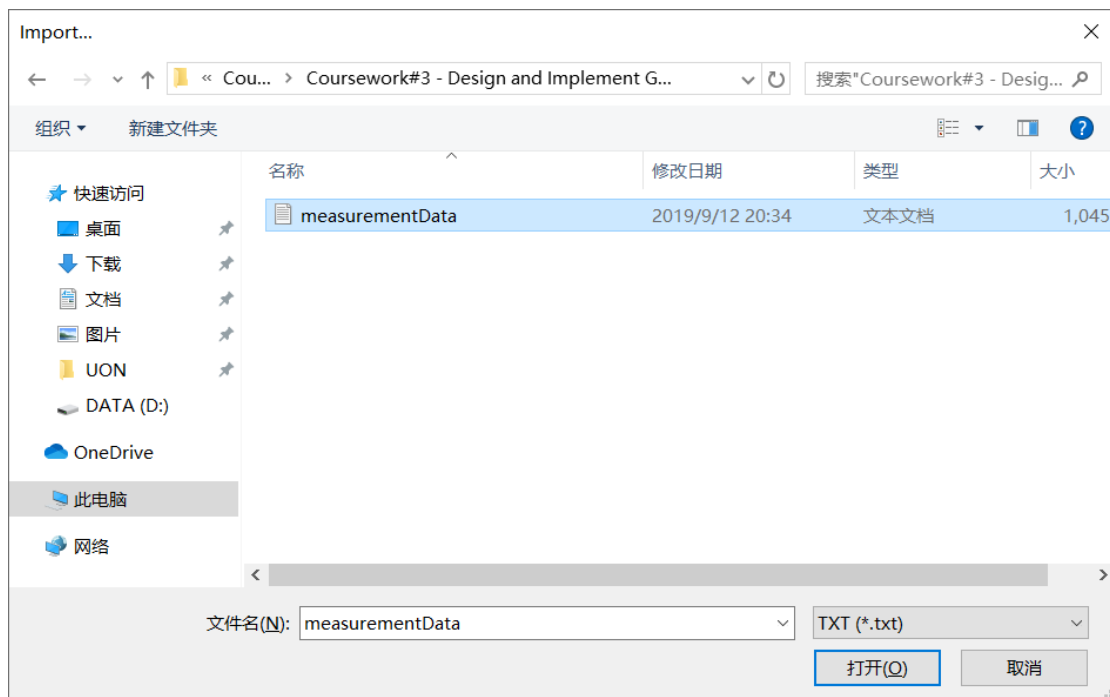 Import...
« Cou... > Coursework#3 - Design and Implement G...
搜索"Coursework#3 - Desig...
组织 新建文件夹
名称 修改日期 类型 大小
measurementData 2019/9/12 20:34 文本文档 1,045
快速访问
桌面
下载
文档
图片
UON
DATA (D:)
OneDrive
此电脑
网络
文件名(N): measurementData TXT (*.txt)
打开(O) 取消